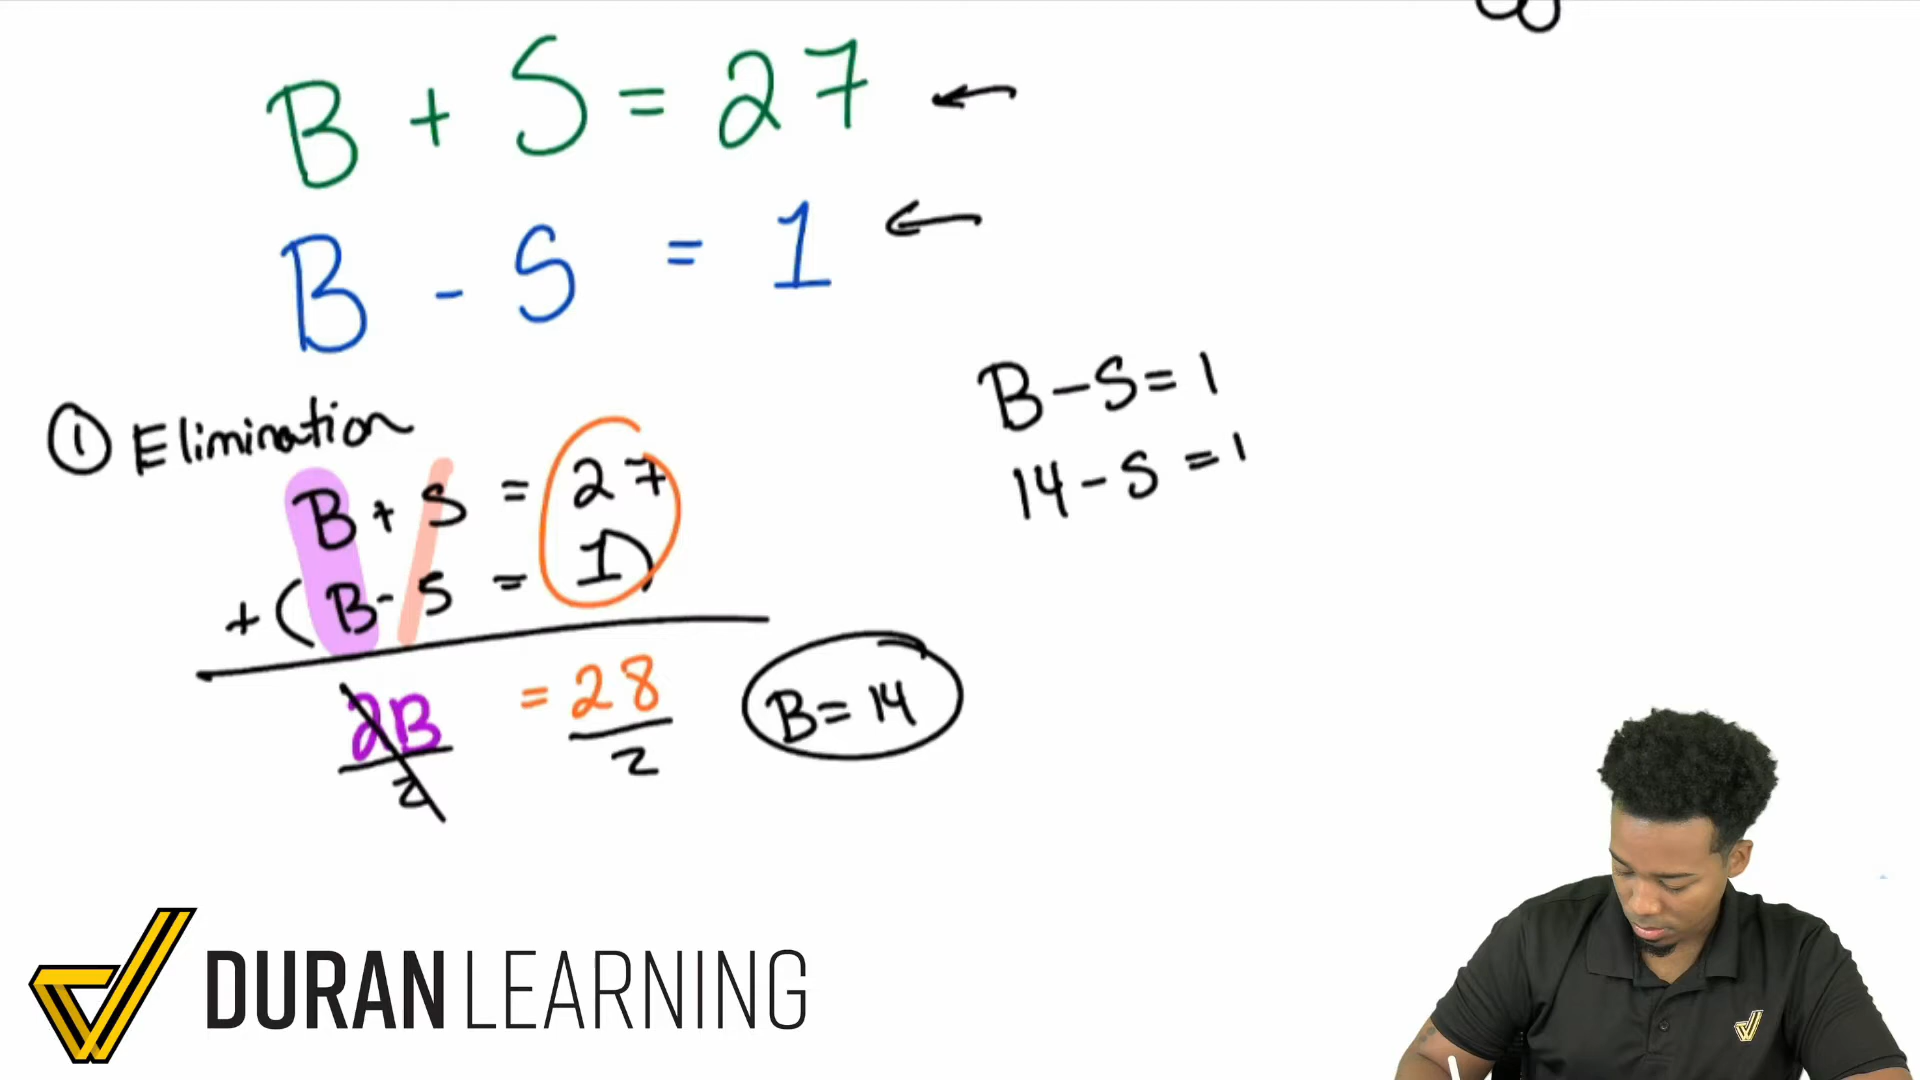 B + S = 27 ←
B - S = 1 ←
① Elimination
B + S = 27
+ (B - S = 1)
2B = 28
2 2
B = 14
B - S = 1
14 - S = 1
DURAN LEARNING